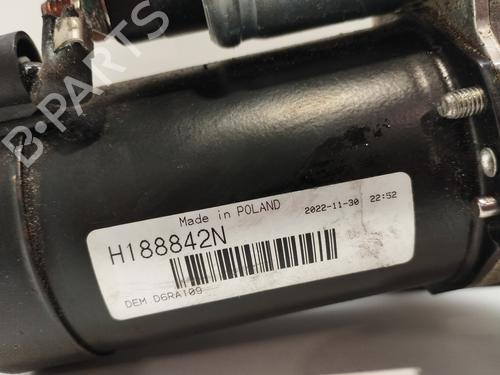 B-PARTS
Made in POLAND 2022-11-30 22:52
H188842N
DEM D6RA109